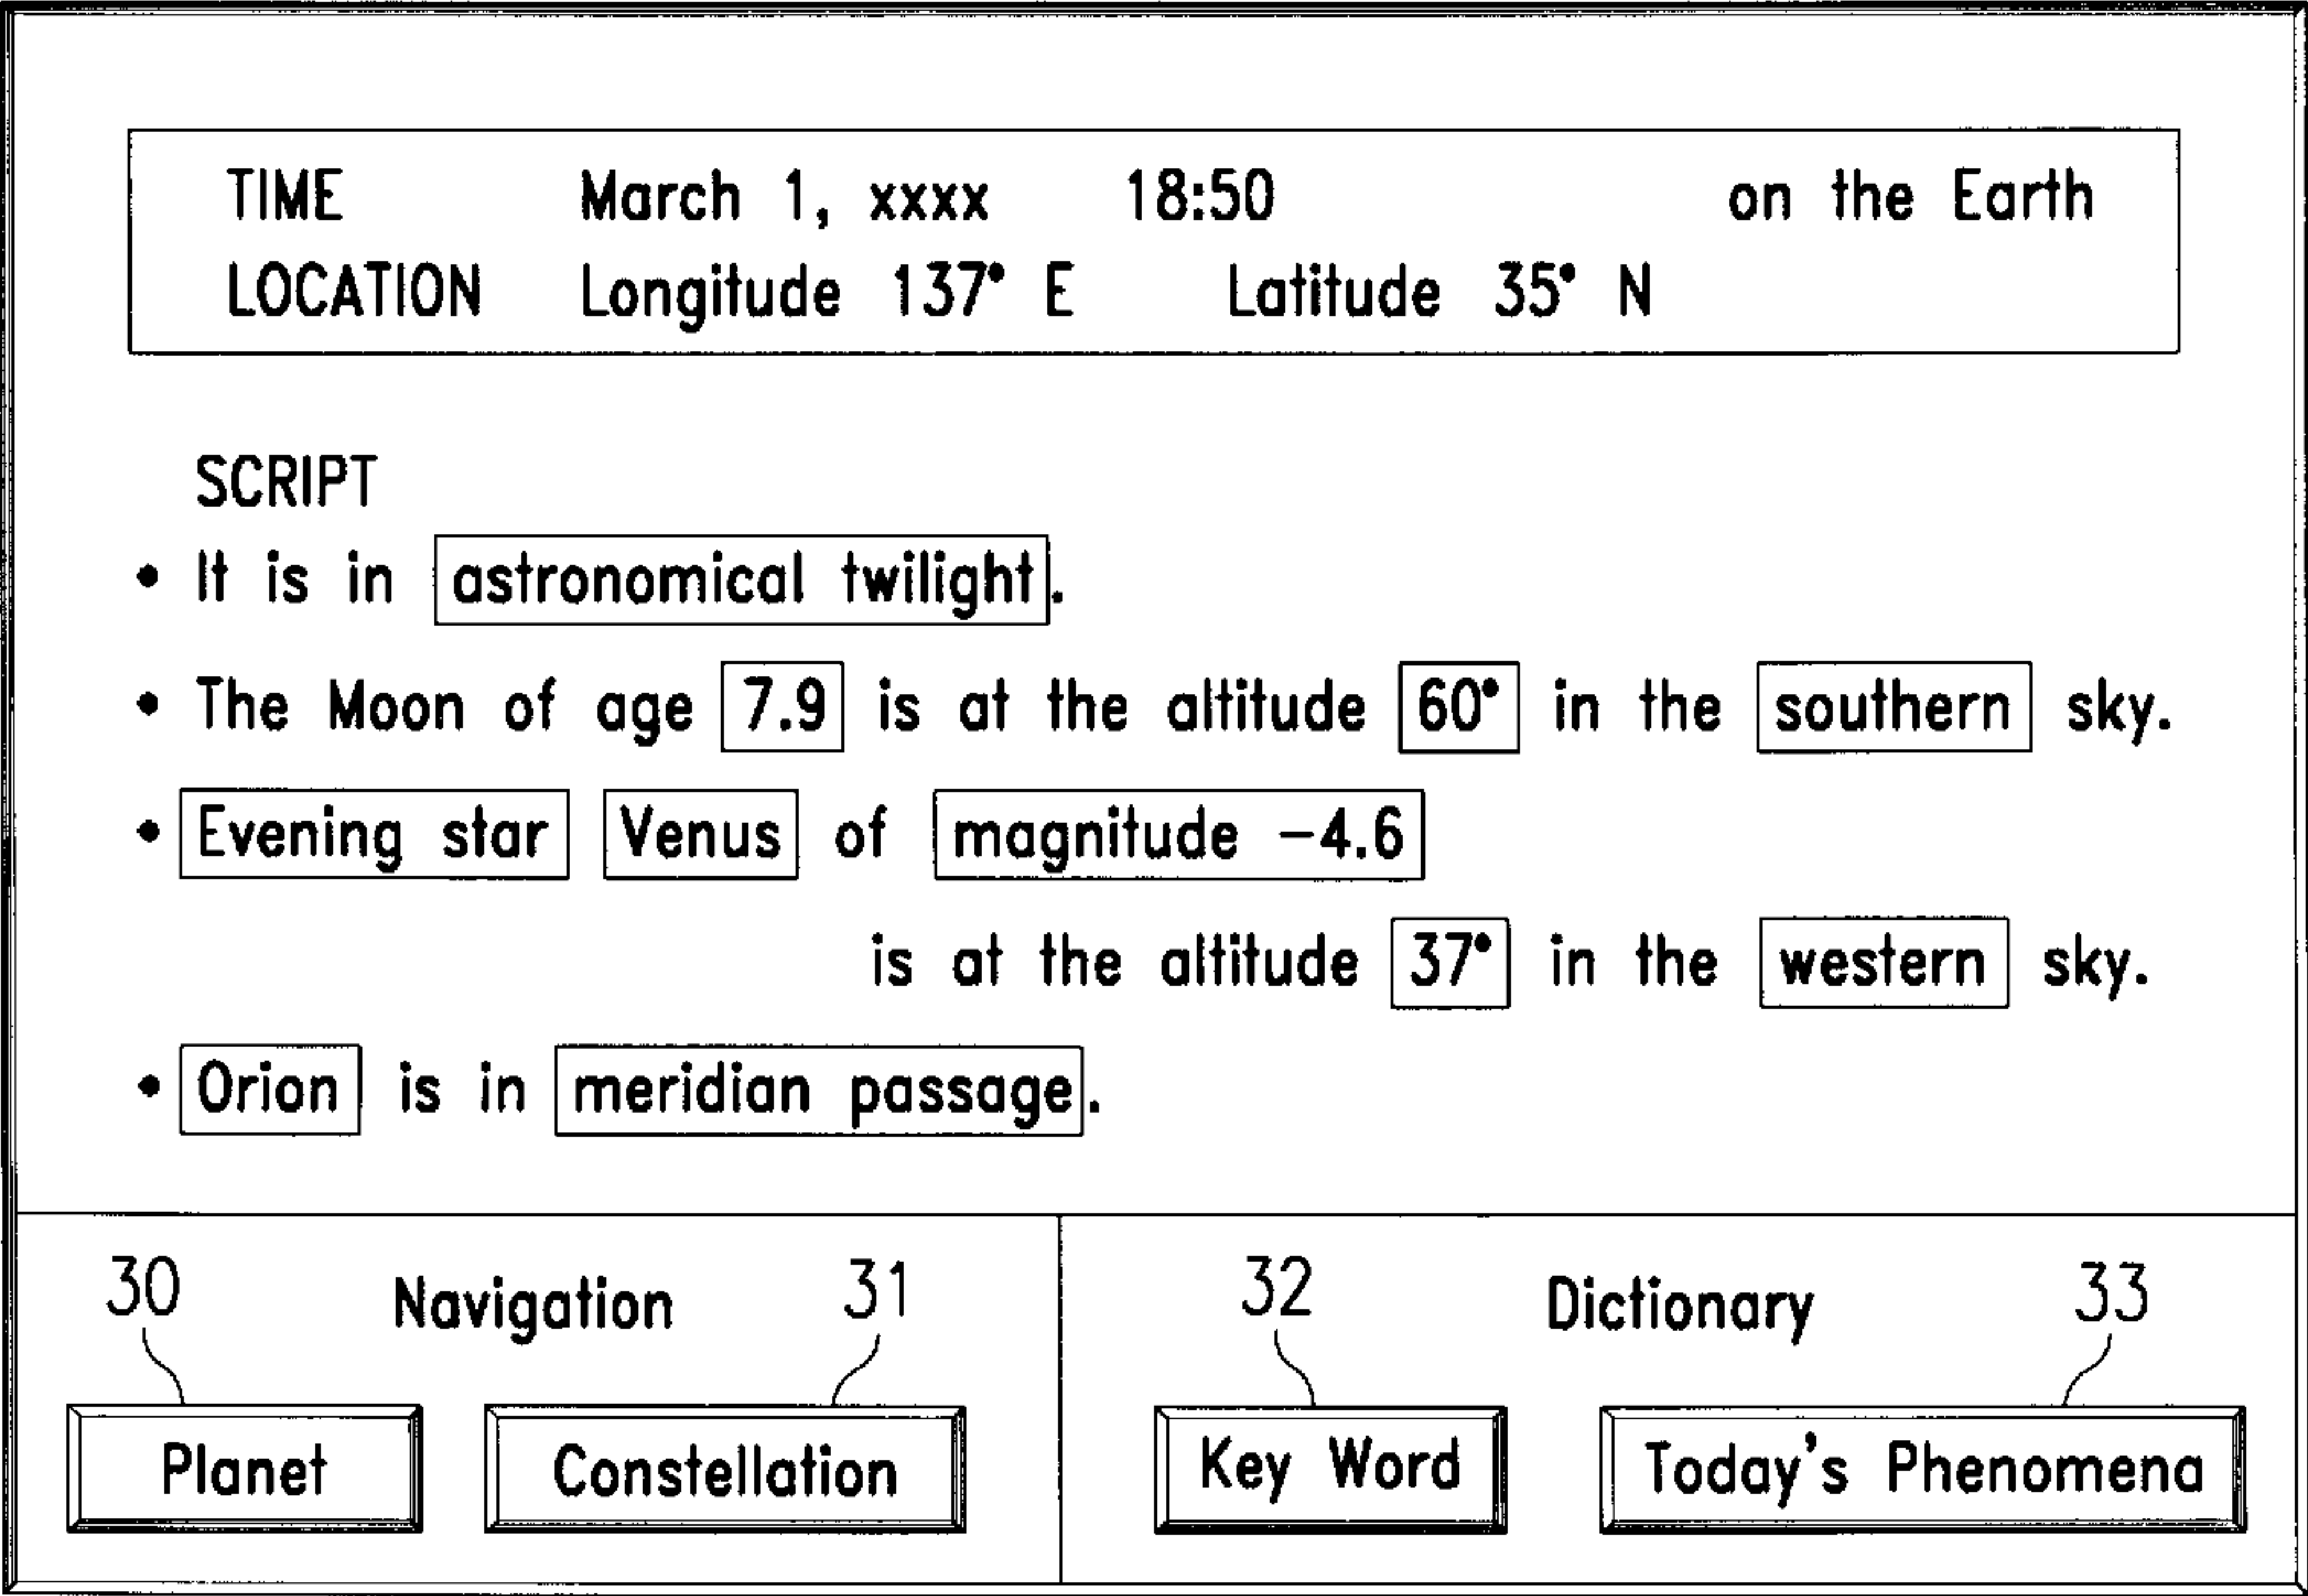 TIME March 1, xxxx 18:50 on the Earth
LOCATION Longitude 137° E Latitude 35° N
SCRIPT
• It is in astronomical twilight.
• The Moon of age 7.9 is at the altitude 60° in the southern sky.
• Evening star Venus of magnitude −4.6
is at the altitude 37° in the western sky.
• Orion is in meridian passage.
30 Navigation 31
Planet Constellation
32 Dictionary 33
Key Word Today's Phenomena